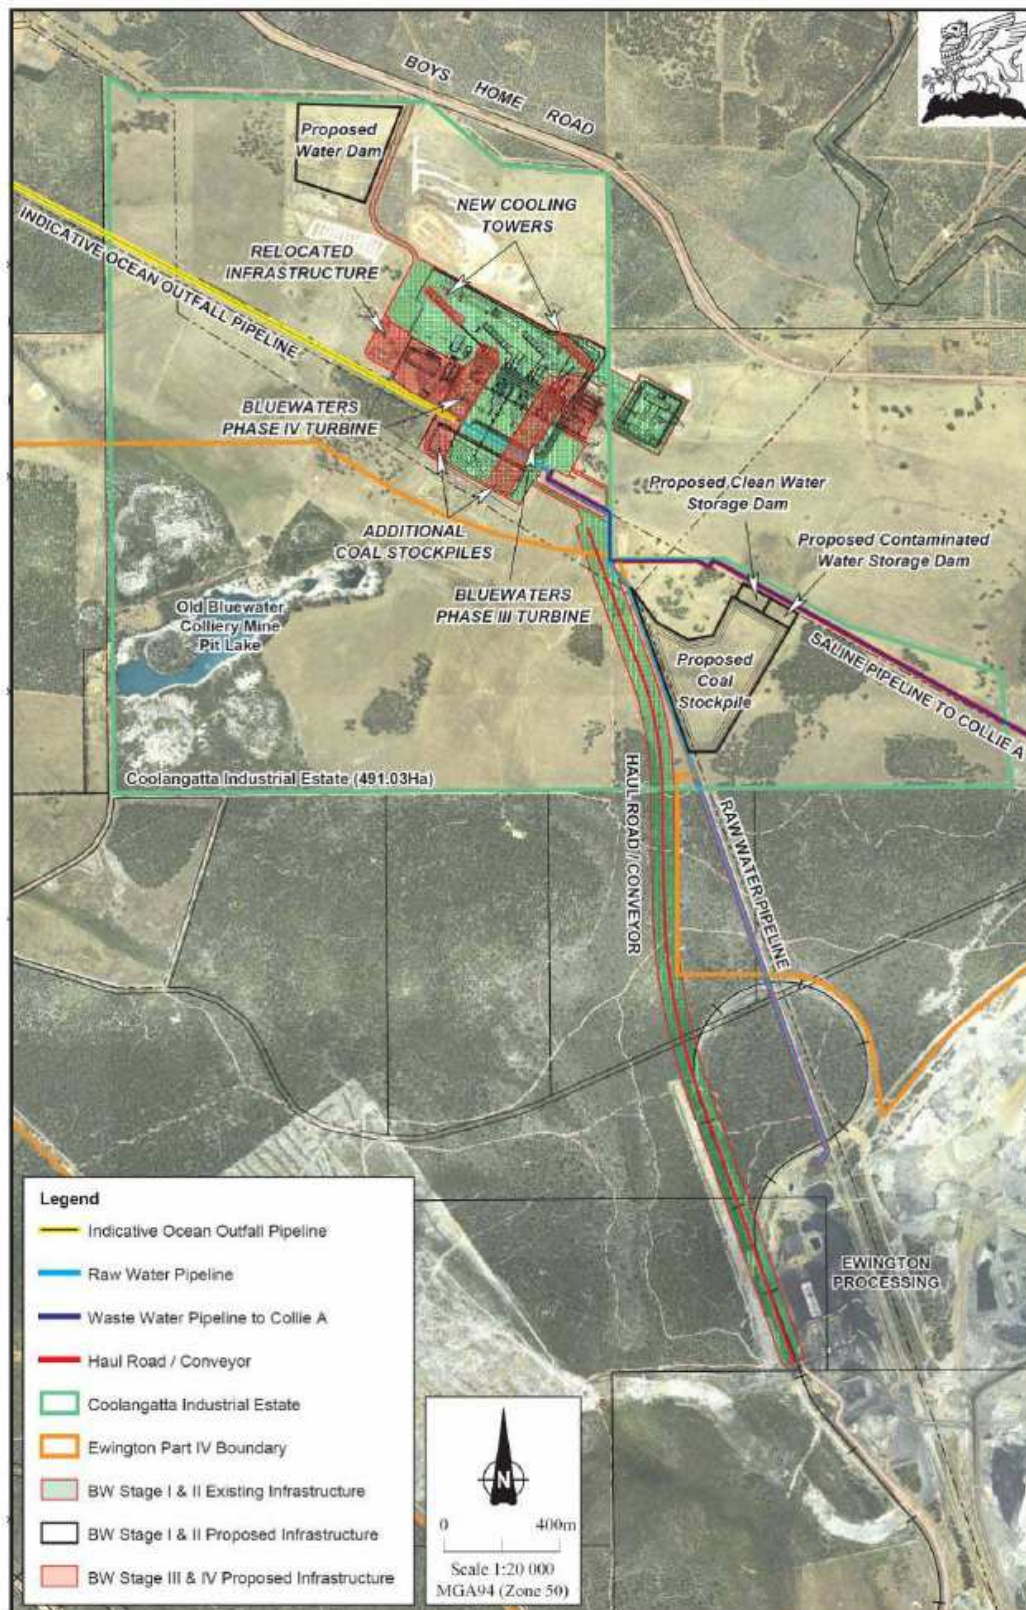 BOYS HOME ROAD
Proposed
Water Dam
NEW COOLING
TOWERS
INDICATIVE OCEAN OUTFALL PIPELINE
RELOCATED
INFRASTRUCTURE
BLUEWATERS
PHASE IV TURBINE
Proposed Clean Water
Storage Dam
ADDITIONAL
COAL STOCKPILES
Proposed Contaminated
Water Storage Dam
BLUEWATERS
PHASE III TURBINE
Old Bluewater
Colliery Mine
Pit Lake
Proposed
Coal
Stockpile
SALINE PIPELINE TO COLLIE A
Coolangatta Industrial Estate (491.03Ha)
HAUL ROAD / CONVEYOR
RAW WATER PIPELINE
EWINGTON
PROCESSING
Legend
Indicative Ocean Outfall Pipeline
Raw Water Pipeline
Waste Water Pipeline to Collie A
Haul Road / Conveyor
Coolangatta Industrial Estate
Ewington Part IV Boundary
BW Stage I & II Existing Infrastructure
BW Stage I & II Proposed Infrastructure
BW Stage III & IV Proposed Infrastructure
N
0 400m
Scale 1:20 000
MGA94 (Zone 50)